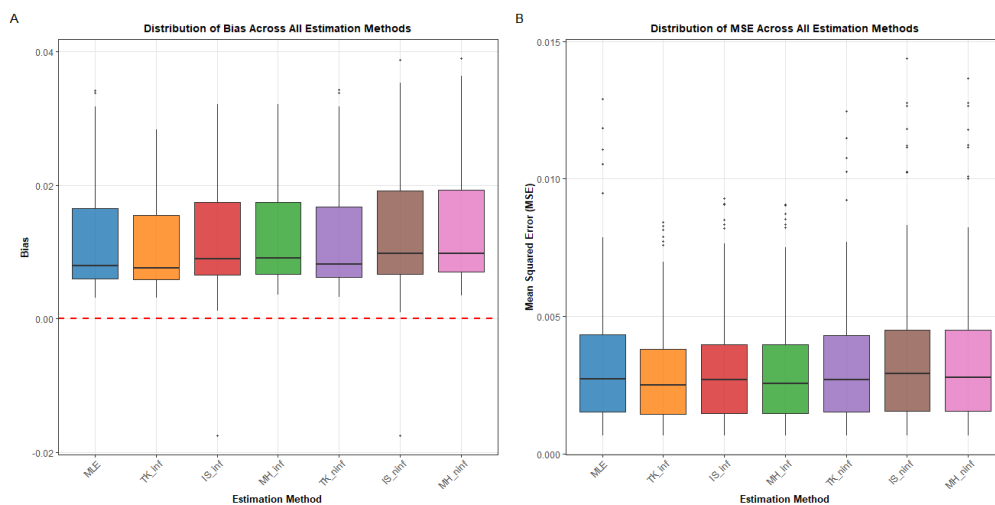 A
Distribution of Bias Across All Estimation Methods
0.04
0.02
0.00
-0.02
Bias
MLE
TK_Inf
IS_Inf
MH_Inf
TK_nInf
IS_nInf
MH_nInf
Estimation Method
B
Distribution of MSE Across All Estimation Methods
0.015
0.010
0.005
0.000
Mean Squared Error (MSE)
MLE
TK_Inf
IS_Inf
MH_Inf
TK_nInf
IS_nInf
MH_nInf
Estimation Method